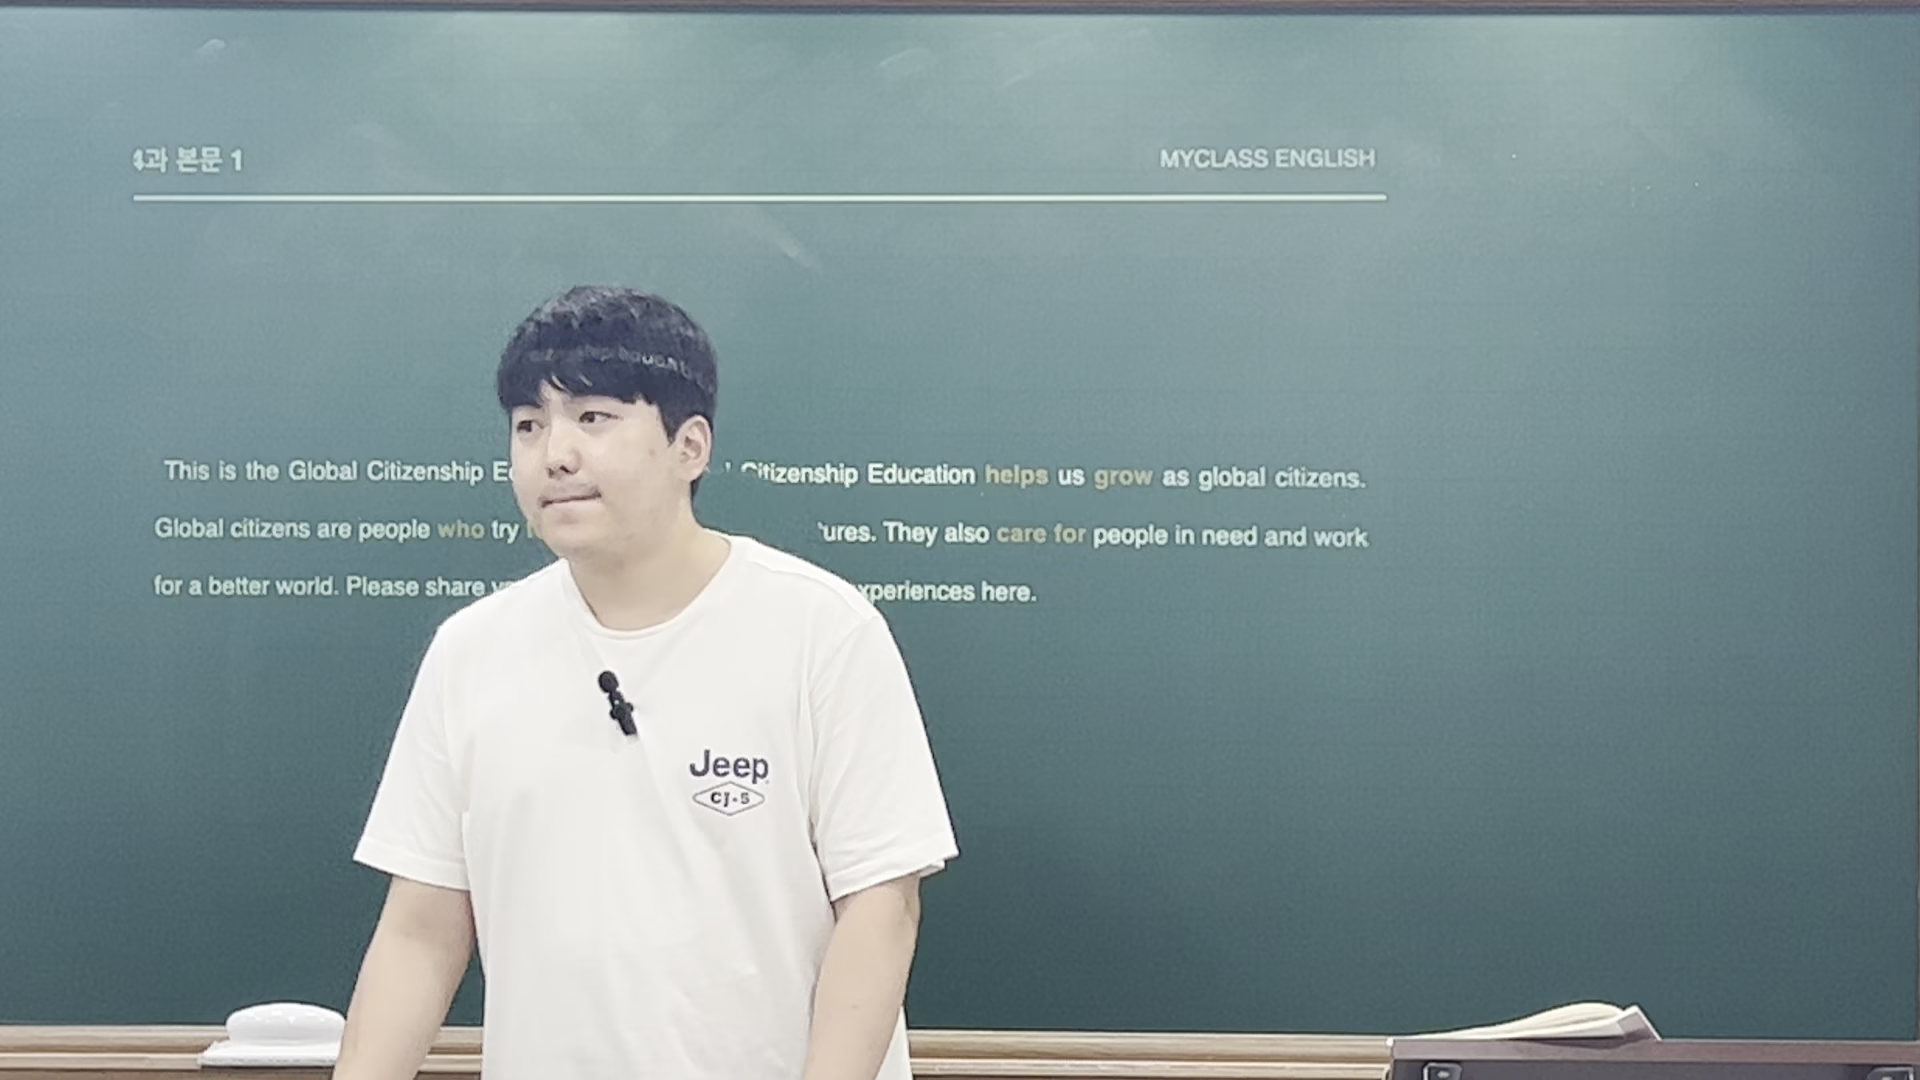 4과 본문 1
MYCLASS ENGLISH
This is the Global Citizenship Citizenship Education helps us grow as global citizens.
Global citizens are people who try They also care for people in need and work
for a better world. Please share here.
Jeep
CJ-5